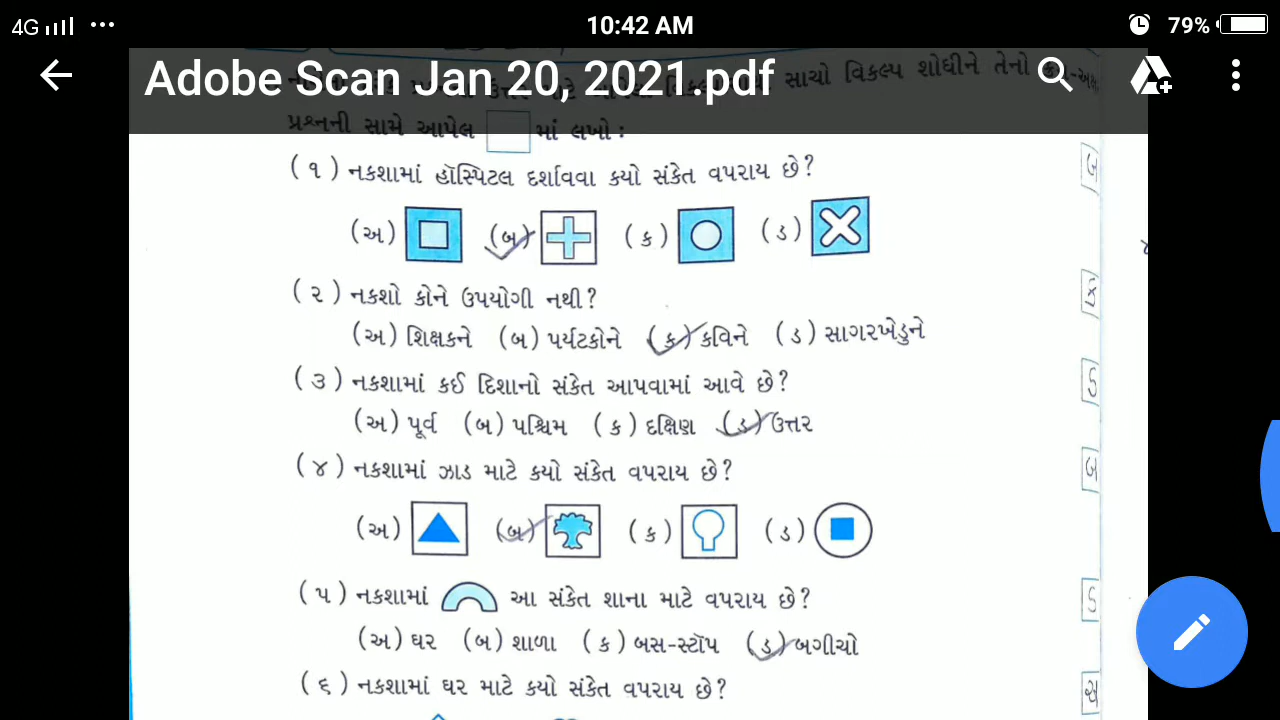 4G 10:42 AM 79%
Adobe Scan Jan 20, 2021.pdf
સાચો વિકલ્પ શોધીને તેનો
પ્રશ્નની સામે આપેલ માં લખો :
(૧) નકશામાં હૉસ્પિટલ દર્શાવવા કયો સંકેત વપરાય છે? બ
(અ) (બ) (ક) (ડ)
(૨) નકશો કોને ઉપયોગી નથી? ક
(અ) શિક્ષકને (બ) પર્યટકોને (ક) કવિને (ડ) સાગરખેડુને
(૩) નકશામાં કઈ દિશાનો સંકેત આપવામાં આવે છે? ડ
(અ) પૂર્વ (બ) પશ્ચિમ (ક) દક્ષિણ (ડ) ઉત્તર
(૪) નકશામાં ઝાડ માટે કયો સંકેત વપરાય છે? બ
(અ) (બ) (ક) (ડ)
(૫) નકશામાં આ સંકેત શાના માટે વપરાય છે? ડ
(અ) ઘર (બ) શાળા (ક) બસ-સ્ટૉપ (ડ) બગીચો
(૬) નકશામાં ઘર માટે કયો સંકેત વપરાય છે? અ